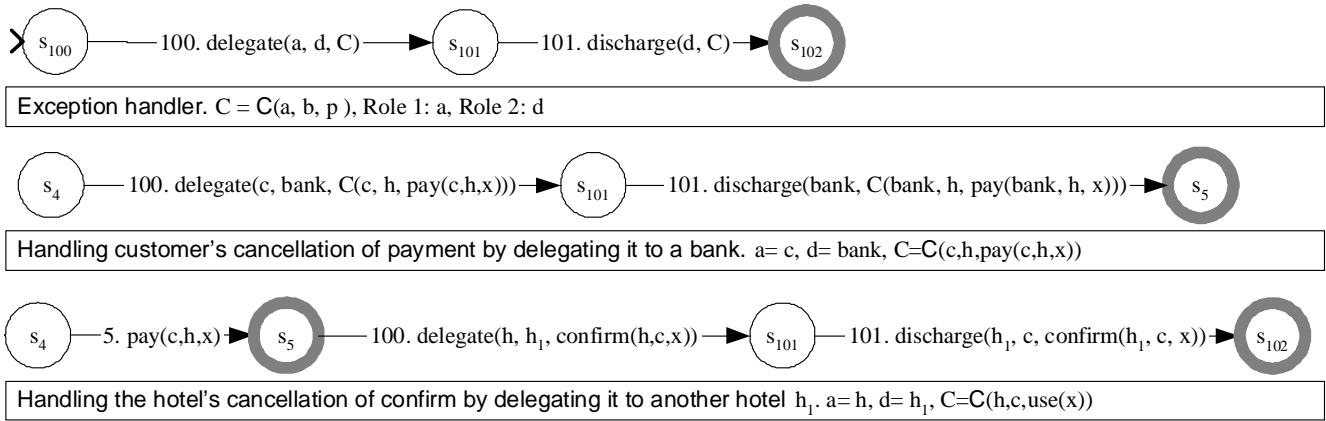 s100 100. delegate(a, d, C) s101 101. discharge(d, C) s102
Exception handler. C = C(a, b, p ), Role 1: a, Role 2: d
s4 100. delegate(c, bank, C(c, h, pay(c,h,x))) s101 101. discharge(bank, C(bank, h, pay(bank, h, x))) s5
Handling customer's cancellation of payment by delegating it to a bank. a= c, d= bank, C=C(c,h,pay(c,h,x))
s4 5. pay(c,h,x) s5 100. delegate(h, h1, confirm(h,c,x)) s101 101. discharge(h1, c, confirm(h1, c, x)) s102
Handling the hotel's cancellation of confirm by delegating it to another hotel h1. a= h, d= h1, C=C(h,c,use(x))